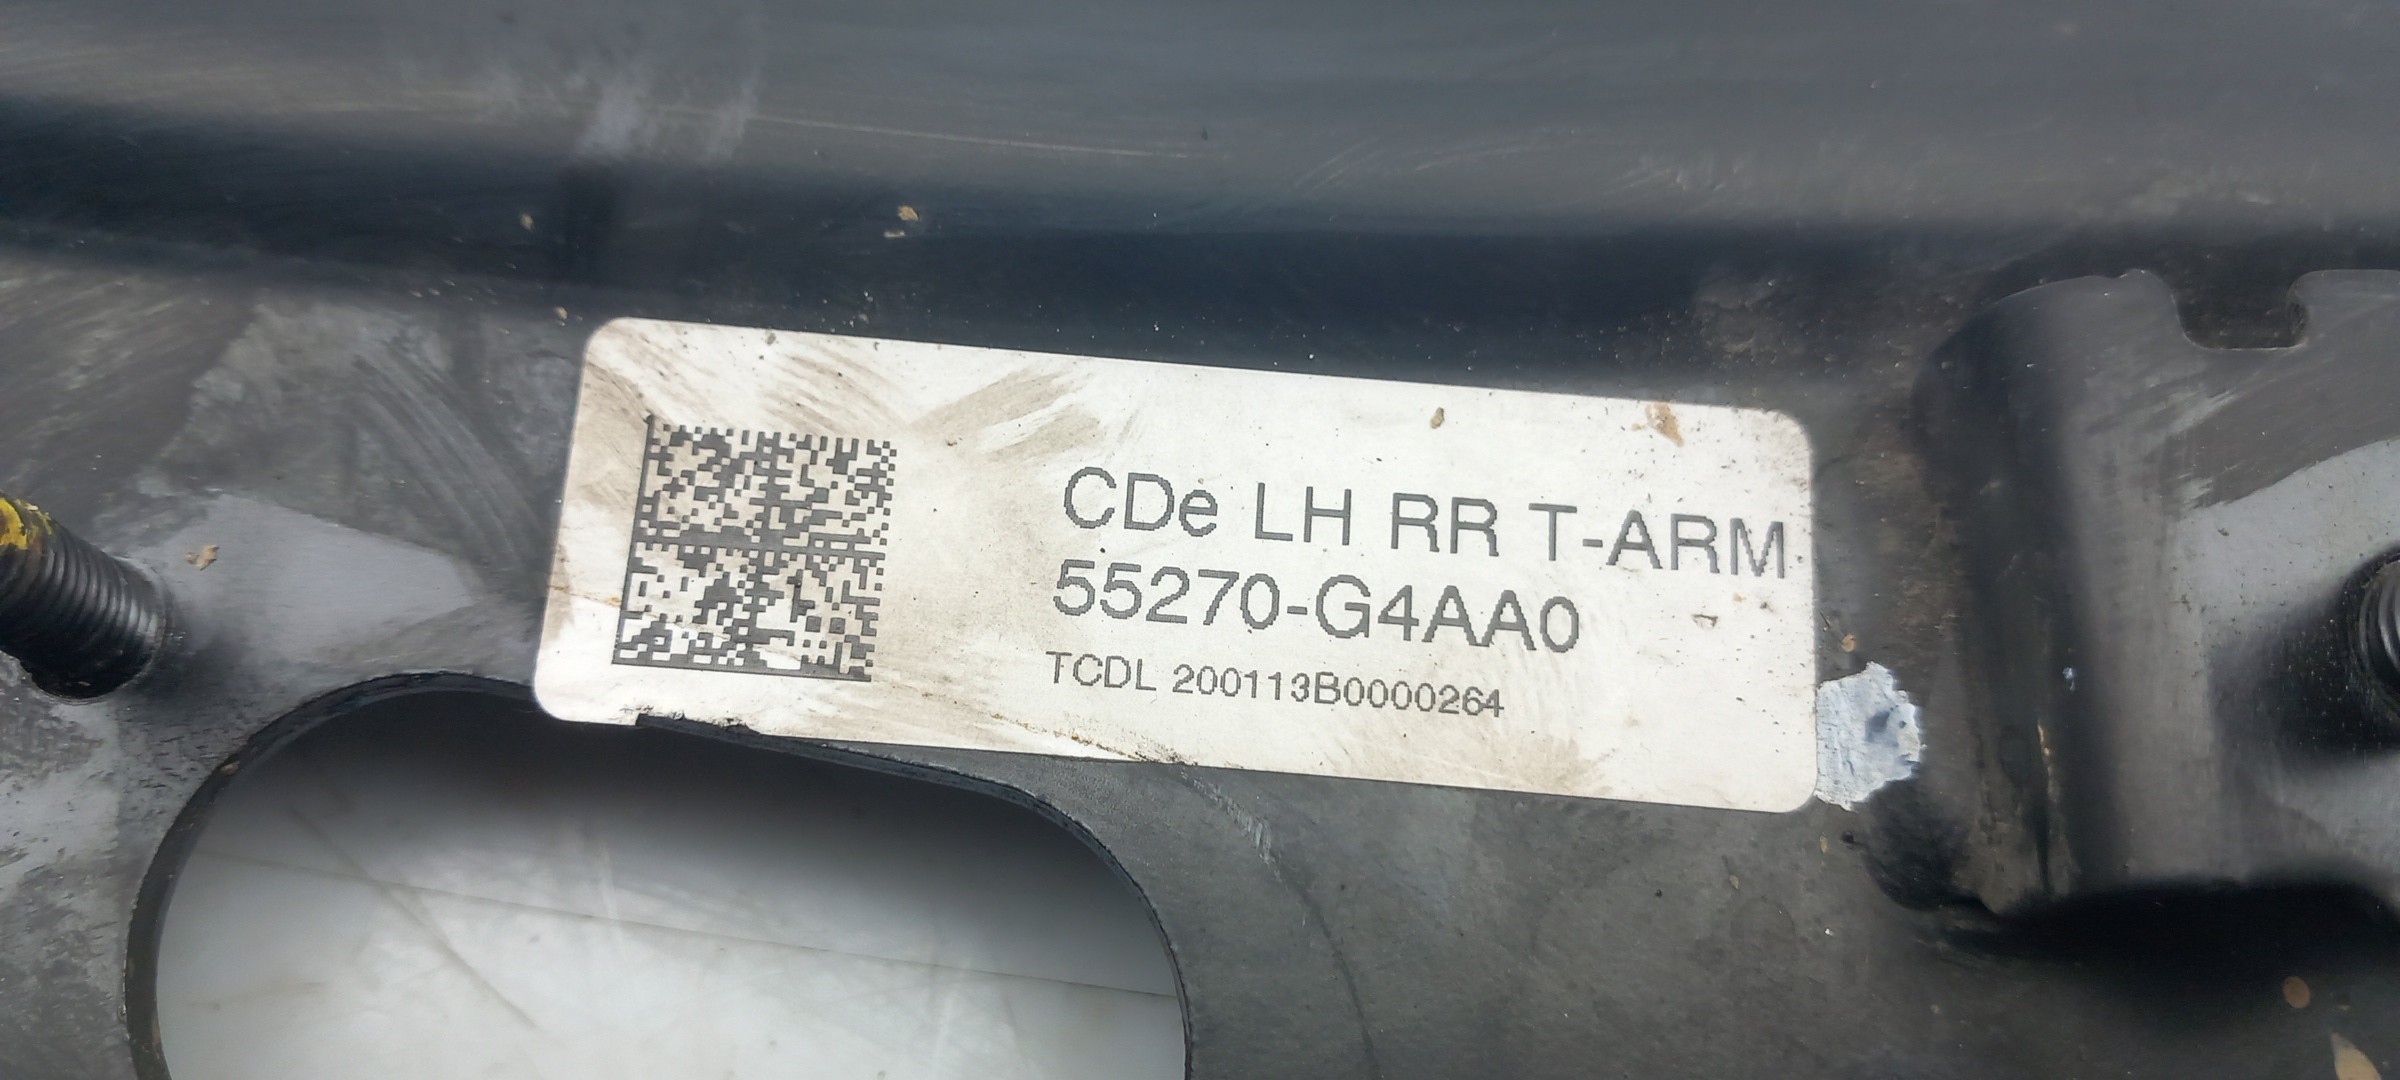 CDe LH RR T-ARM
55270-G4AA0
TCDL 200113B0000264